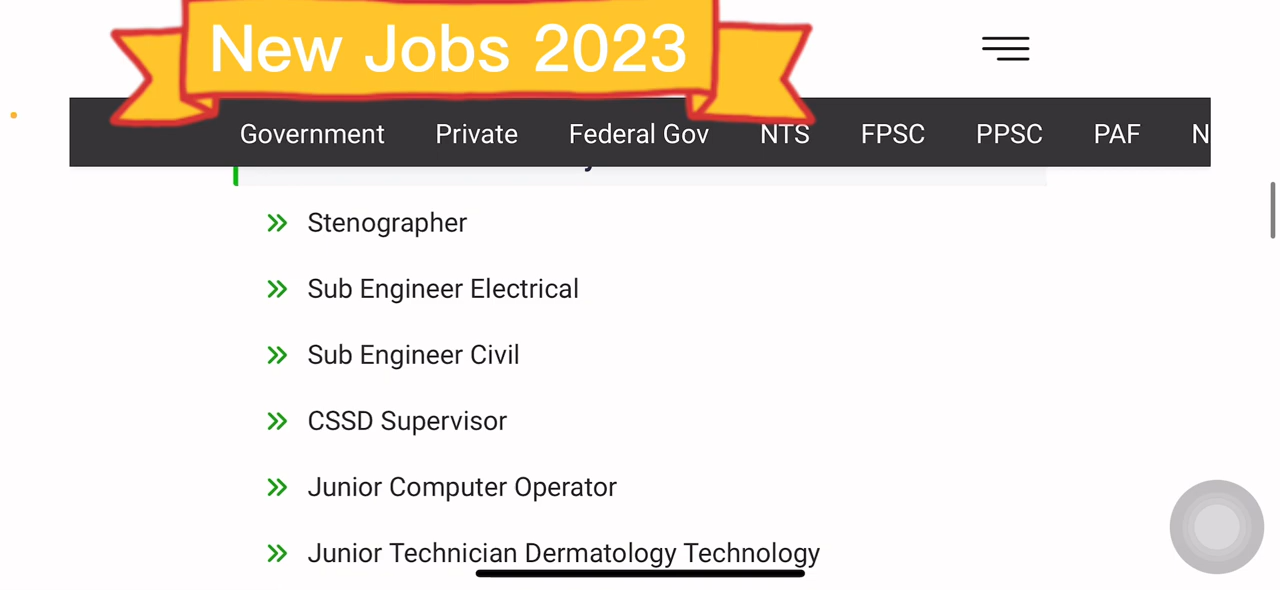 New Jobs 2023
Government Private Federal Gov NTS FPSC PPSC PAF
Stenographer
Sub Engineer Electrical
Sub Engineer Civil
CSSD Supervisor
Junior Computer Operator
Junior Technician Dermatology Technology